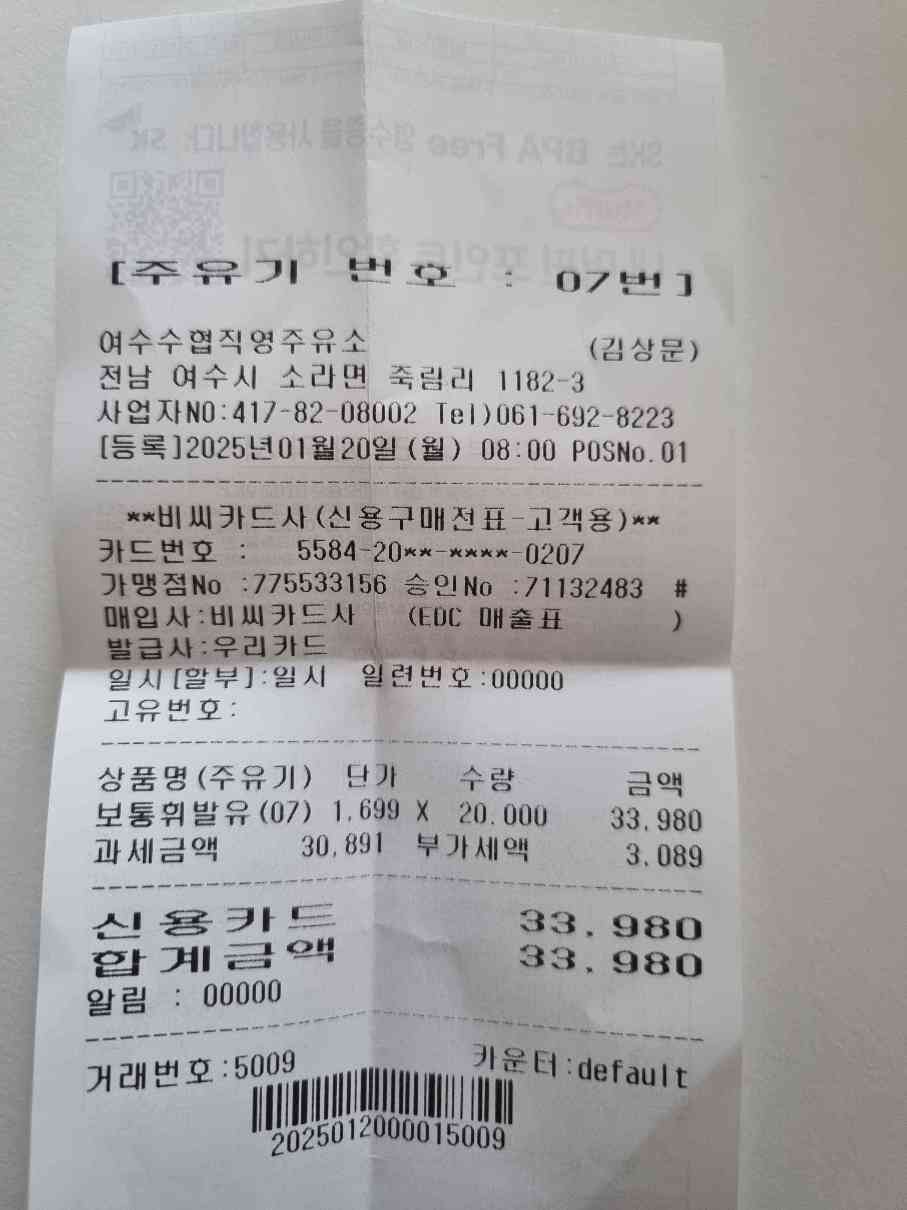 [주유기 번호 : 07번]
여수수협직영주유소 (김상문)
전남 여수시 소라면 죽림리 1182-3
사업자NO:417-82-08002 Tel)061-692-8223
[등록]2025년01월20일(월) 08:00 POSNo.01
**비씨카드사(신용구매전표-고객용)**
카드번호 : 5584-20**-****-0207
가맹점No :775533156 승인No :71132483 #
매입사:비씨카드사 (EDC 매출표 )
발급사:우리카드
일시[할부]:일시 일련번호:00000
고유번호:
상품명(주유기) 단가 수량 금액
보통휘발유(07) 1,699 X 20.000 33,980
과세금액 30,891 부가세액 3,089
신용카드 33,980
합계금액 33,980
알림 : 00000
거래번호:5009 카운터:default
2025012000015009